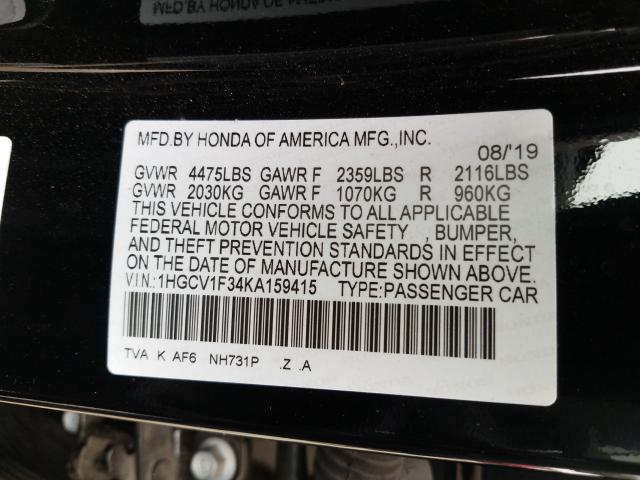 MFD.BY HONDA OF AMERICA MFG.,INC.
08/'19
GVWR 4475LBS GAWR F 2359LBS R 2116LBS
GVWR 2030KG GAWR F 1070KG R 960KG
THIS VEHICLE CONFORMS TO ALL APPLICABLE
FEDERAL MOTOR VEHICLE SAFETY , BUMPER,
AND THEFT PREVENTION STANDARDS IN EFFECT
ON THE DATE OF MANUFACTURE SHOWN ABOVE.
V.I.N.:1HGCV1F34KA159415 TYPE:PASSENGER CAR
TVA K AF6 NH731P .Z .A